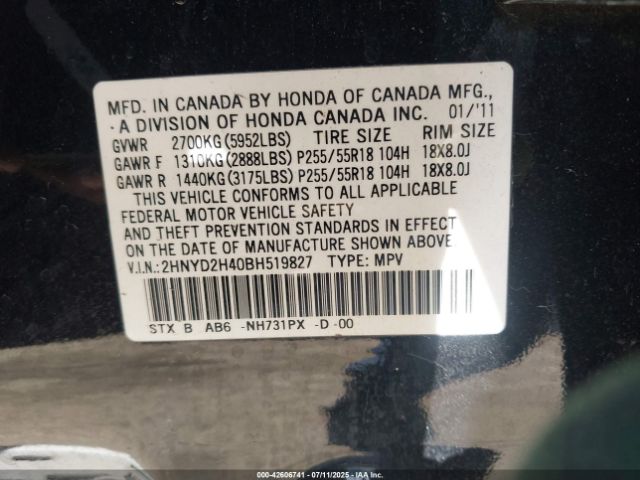 MFD. IN CANADA BY HONDA OF CANADA MFG.,
·A DIVISION OF HONDA CANADA INC. 01/'11
GVWR 2700KG(5952LBS) TIRE SIZE RIM SIZE
GAWR F 1310KG(2888LBS) P255/55R18 104H 18X8.0J
GAWR R 1440KG(3175LBS) P255/55R18 104H 18X8.0J
THIS VEHICLE CONFORMS TO ALL APPLICABLE
FEDERAL MOTOR VEHICLE SAFETY
AND THEFT PREVENTION STANDARDS IN EFFECT
ON THE DATE OF MANUFACTURE SHOWN ABOVE
V.I.N.: 2HNYD2H40BH519827 TYPE: MPV
STX B AB6 -NH731PX -D -00
000-42606741 - 07/11/2025 - IAA Inc.